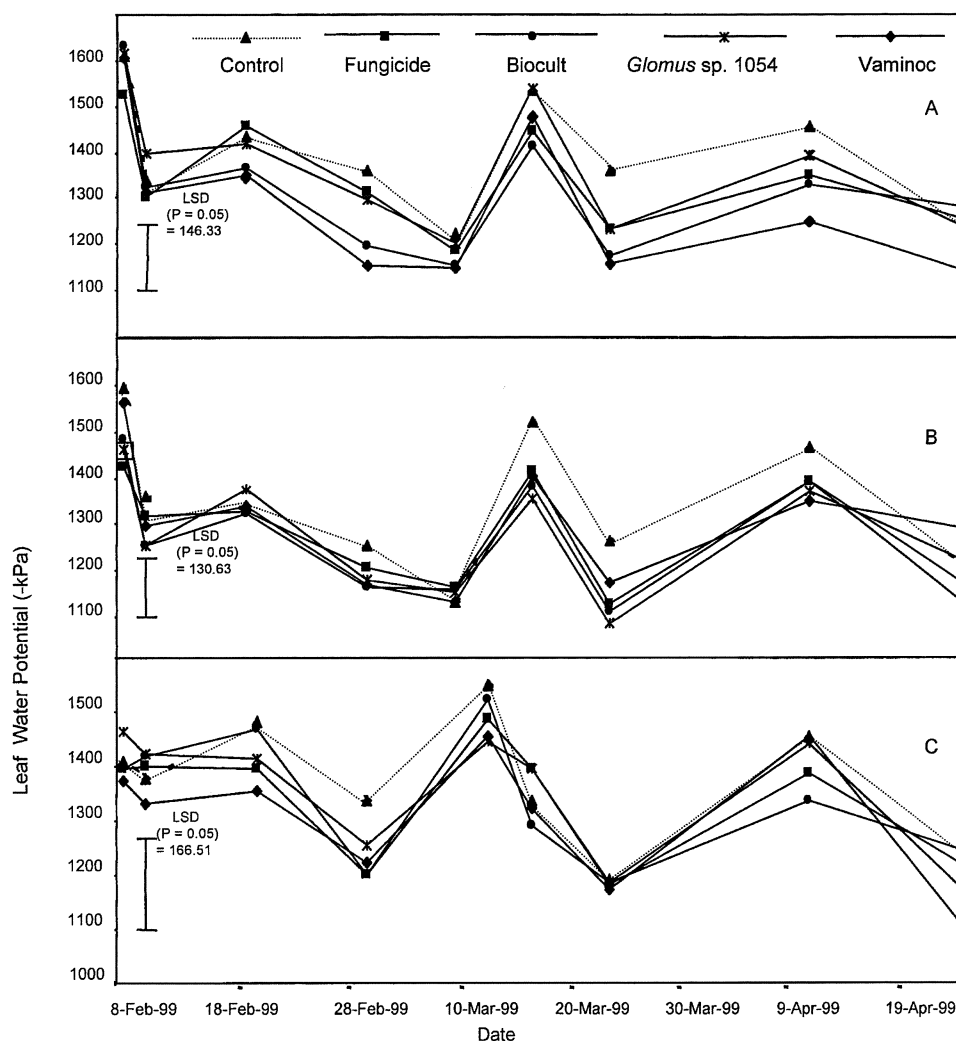 Control Fungicide Biocult Glomus sp. 1054 Vaminoc
1600
1500
1400
1300
1200
1100
A
LSD
(P = 0.05)
= 146.33
1600
1500
1400
1300
1200
1100
B
LSD
(P = 0.05)
= 130.63
1500
1400
1300
1200
1100
1000
C
LSD
(P = 0.05)
= 166.51
Leaf Water Potential (-kPa)
8-Feb-99 18-Feb-99 28-Feb-99 10-Mar-99 20-Mar-99 30-Mar-99 9-Apr-99 19-Apr-99
Date